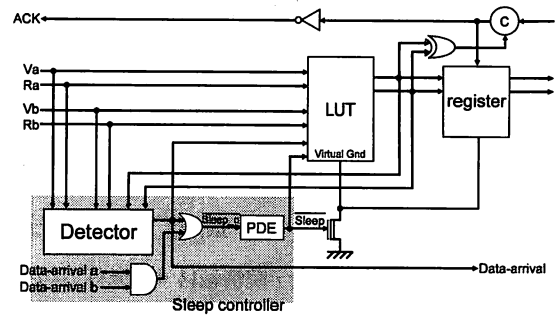 ACK
C
Va
Ra
Vb
Rb
LUT
Virtual Gnd
register
Detector
Sleep_c
PDE
Sleep
Data-arrival a
Data-arrival b
Data-arrival
Sleep controller